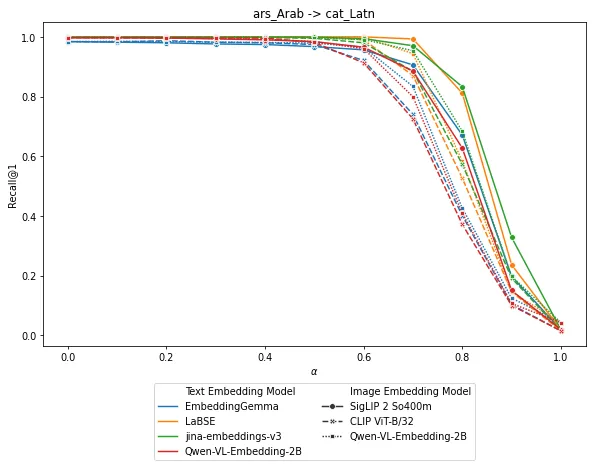 ars_Arab -> cat_Latn
1.0
0.8
0.6
0.4
0.2
0.0
Recall@1
0.0 0.2 0.4 0.6 0.8 1.0
α
Text Embedding Model
EmbeddingGemma
LaBSE
jina-embeddings-v3
Qwen-VL-Embedding-2B
Image Embedding Model
SigLIP 2 So400m
CLIP ViT-B/32
Qwen-VL-Embedding-2B